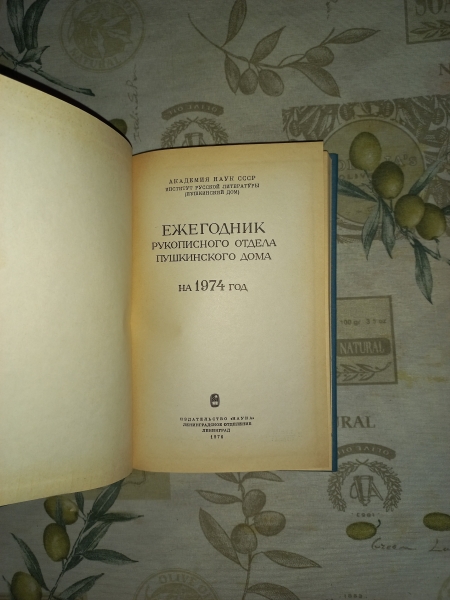 АКАДЕМИЯ НАУК СССР
ИНСТИТУТ РУССКОЙ ЛИТЕРАТУРЫ
(ПУШКИНСКИЙ ДОМ)
ЕЖЕГОДНИК
РУКОПИСНОГО ОТДЕЛА
ПУШКИНСКОГО ДОМА
НА 1974 ГОД
ИЗДАТЕЛЬСТВО «НАУКА»
ЛЕНИНГРАДСКОЕ ОТДЕЛЕНИЕ
ЛЕНИНГРАД
1976
NATURAL